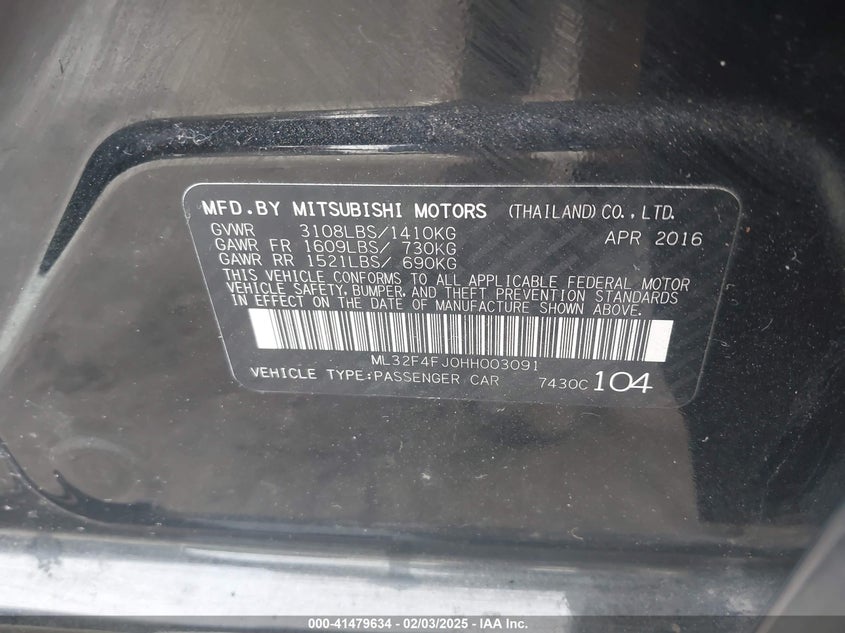 MFD.BY MITSUBISHI MOTORS (THAILAND) CO., LTD.
GVWR 3108LBS/1410KG APR 2016
GAWR FR 1609LBS/ 730KG
GAWR RR 1521LBS/ 690KG
THIS VEHICLE CONFORMS TO ALL APPLICABLE FEDERAL MOTOR
VEHICLE SAFETY, BUMPER, AND THEFT PREVENTION STANDARDS
IN EFFECT ON THE DATE OF MANUFACTURE SHOWN ABOVE.
ML32F4FJ0HH003091
VEHICLE TYPE:PASSENGER CAR 7430C 104
000-41479634 - 02/03/2025 - IAA Inc.